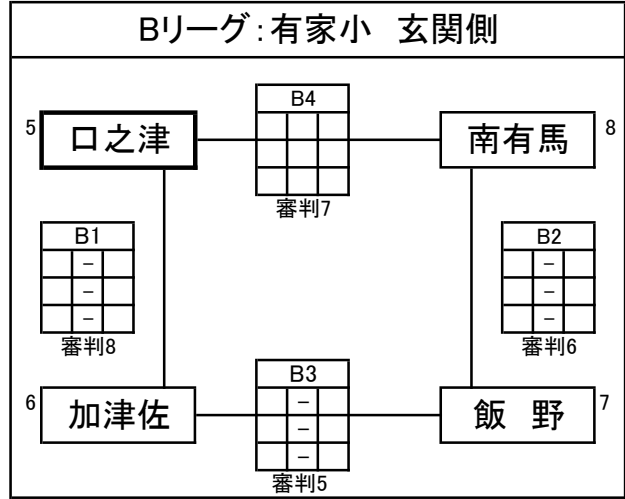 Bリーグ：有家小　玄関側
B4
5 口之津
南有馬 8
審判7
B1
－
－
－
審判8
B2
－
－
－
審判6
B3
－
－
－
審判5
6 加津佐
飯　野 7